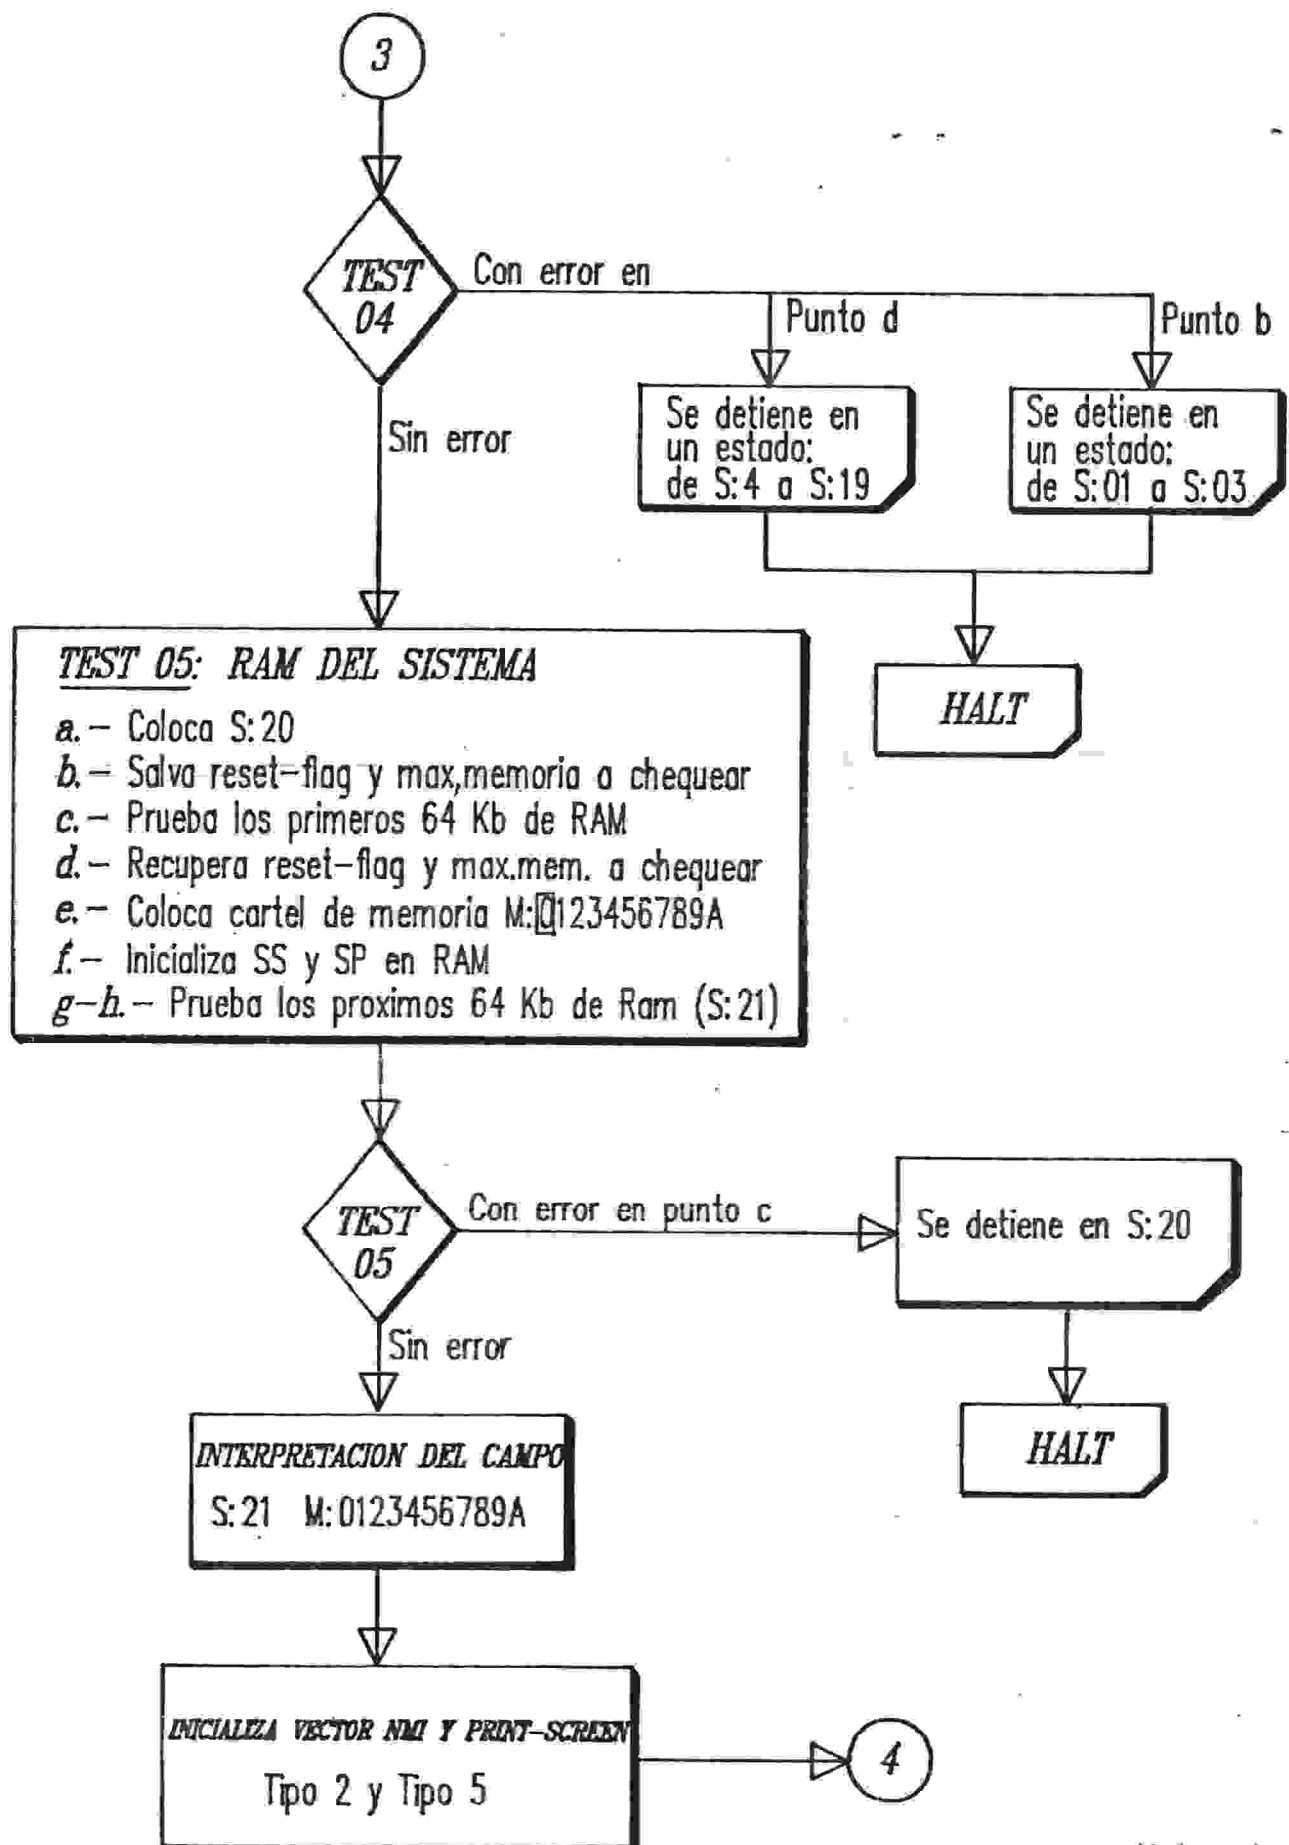 3
TEST
04
Con error en
Punto d
Punto b
Se detiene en
un estado:
de S:4 a S:19
Se detiene en
un estado:
de S:01 a S:03
Sin error
HALT
TEST 05: RAM DEL SISTEMA
a.- Coloca S:20
b.- Salva reset-flag y max,memoria a chequear
c.- Prueba los primeros 64 Kb de RAM
d.- Recupera reset-flag y max.mem. a chequear
e.- Coloca cartel de memoria M:0123456789A
f.- Inicializa SS y SP en RAM
g-h.- Prueba los proximos 64 Kb de Ram (S:21)
TEST
05
Con error en punto c
Se detiene en S:20
Sin error
HALT
INTERPRETACION DEL CAMPO
S:21 M:0123456789A
INICIALIZA VECTOR NMI Y PRINT-SCREEN
Tipo 2 y Tipo 5
4